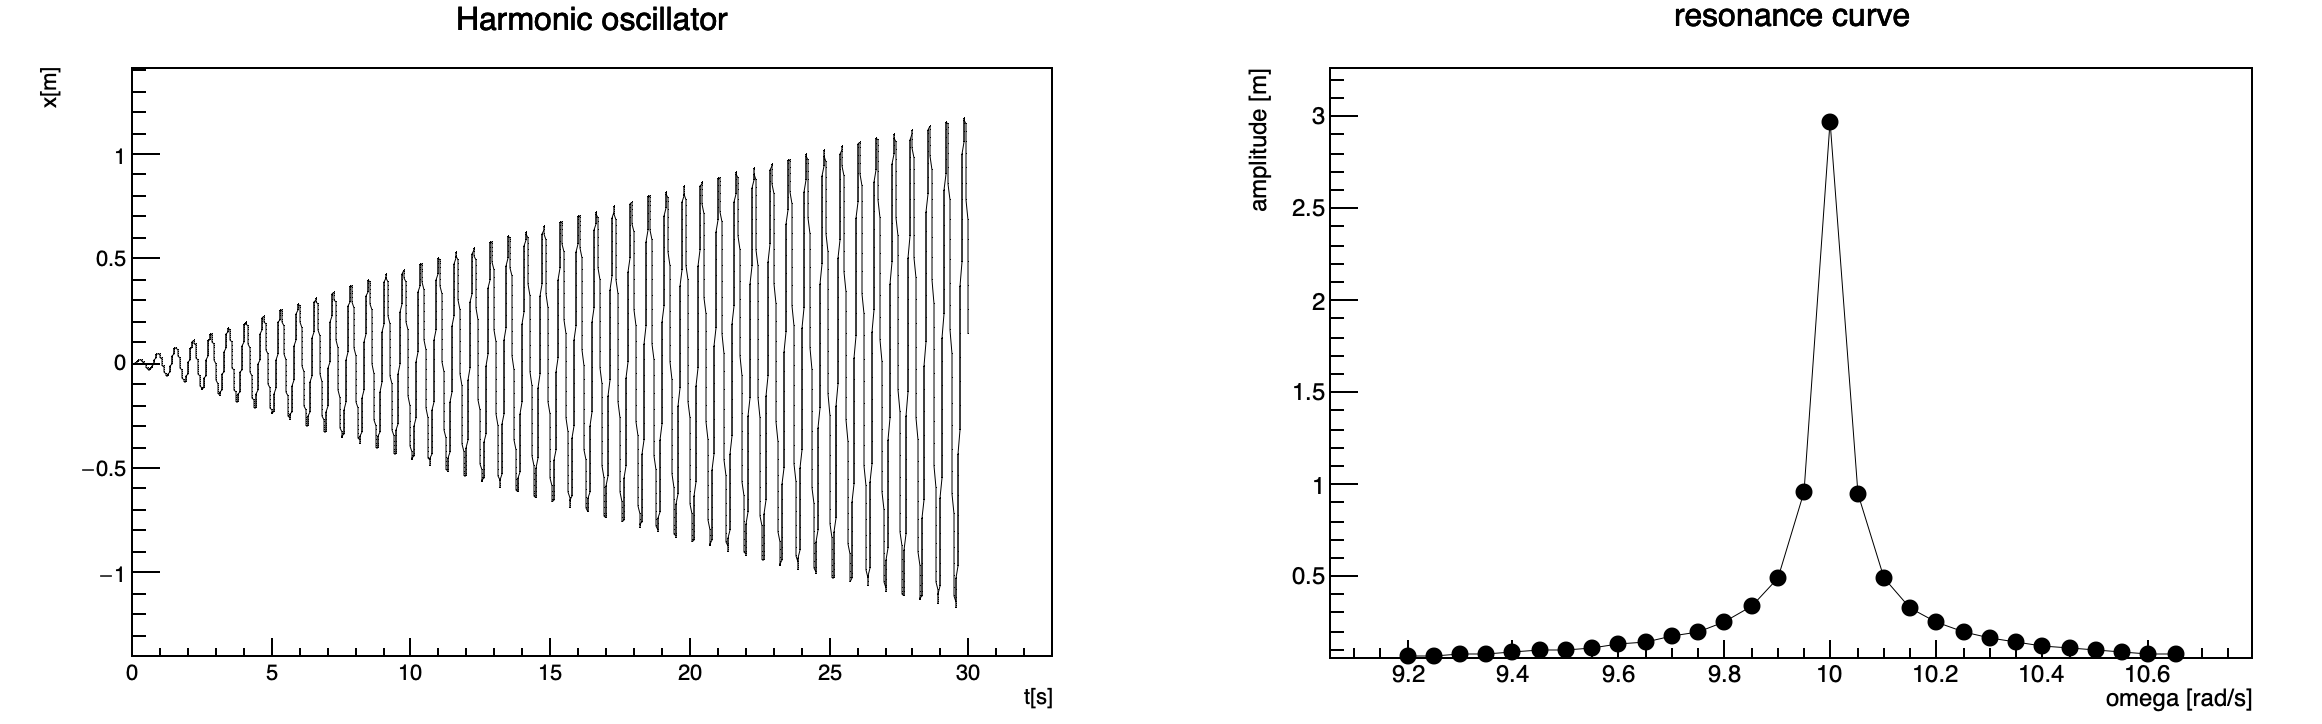 Harmonic oscillator
x[m]
1
0.5
0
−0.5
−1
0 5 10 15 20 25 30
t[s]
resonance curve
amplitude [m]
3
2.5
2
1.5
1
0.5
9.2 9.4 9.6 9.8 10 10.2 10.4 10.6
omega [rad/s]